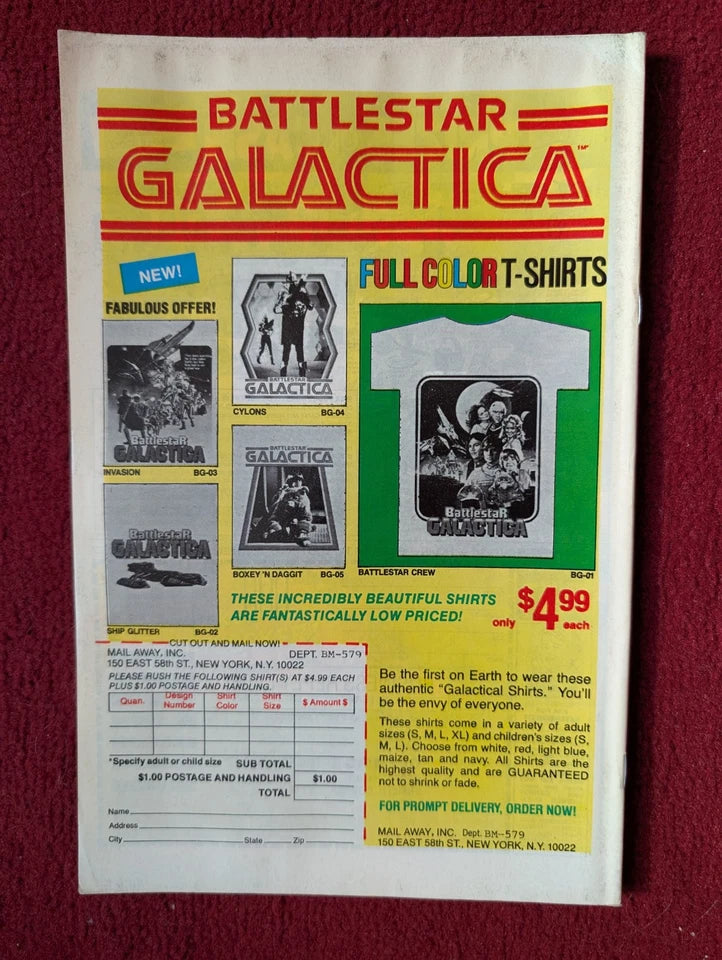 BATTLESTAR
GALACTICA™
NEW!
FABULOUS OFFER!
FULL COLOR T-SHIRTS
BattlestaR
GALACTICA
INVASION BG-03
BATTLESTAR
GALACTICA
CYLONS BG-04
BattlestaR
GALACTICA
SHIP GLITTER BG-02
BATTLESTAR
GALACTICA
BOXEY 'N DAGGIT BG-05
BattlestaR
GALACTICA
BATTLESTAR CREW BG-01
THESE INCREDIBLY BEAUTIFUL SHIRTS
ARE FANTASTICALLY LOW PRICED!
only $4.99 each
CUT OUT AND MAIL NOW!
MAIL AWAY, INC. DEPT. BM-579
150 EAST 58th ST., NEW YORK, N.Y. 10022
PLEASE RUSH THE FOLLOWING SHIRT(S) AT $4.99 EACH
PLUS $1.00 POSTAGE AND HANDLING.
Quan. Design Number Shirt Color Shirt Size $ Amount $
*Specify adult or child size SUB TOTAL
$1.00 POSTAGE AND HANDLING $1.00
TOTAL
Name
Address
City State Zip
Be the first on Earth to wear these
authentic "Galactical Shirts." You'll
be the envy of everyone.
These shirts come in a variety of adult
sizes (S, M, L, XL) and children's sizes (S,
M, L). Choose from white, red, light blue,
maize, tan and navy. All Shirts are the
highest quality and are GUARANTEED
not to shrink or fade.
FOR PROMPT DELIVERY, ORDER NOW!
MAIL AWAY, INC. Dept. BM-579
150 EAST 58th ST., NEW YORK, N.Y. 10022